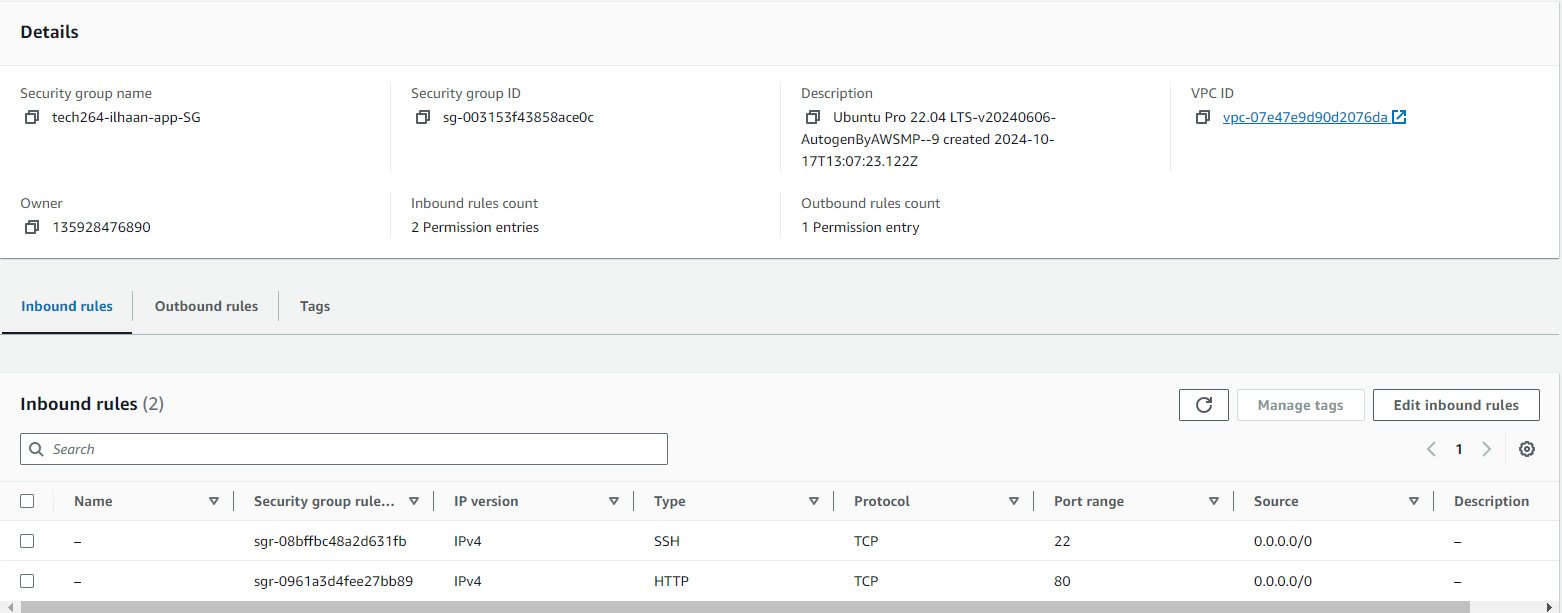 Details
Security group name
tech264-ilhaan-app-SG
Security group ID
sg-003153f43858ace0c
Description
Ubuntu Pro 22.04 LTS-v20240606-
AutogenByAWSMP--9 created 2024-10-
17T13:07:23.122Z
VPC ID
vpc-07e47e9d90d2076da
Owner
135928476890
Inbound rules count
2 Permission entries
Outbound rules count
1 Permission entry
Inbound rules Outbound rules Tags
Inbound rules (2)
Manage tags Edit inbound rules
Search
1
Name Security group rule... IP version Type Protocol Port range Source Description
– sgr-08bffbc48a2d631fb IPv4 SSH TCP 22 0.0.0.0/0 –
– sgr-0961a3d4fee27bb89 IPv4 HTTP TCP 80 0.0.0.0/0 –